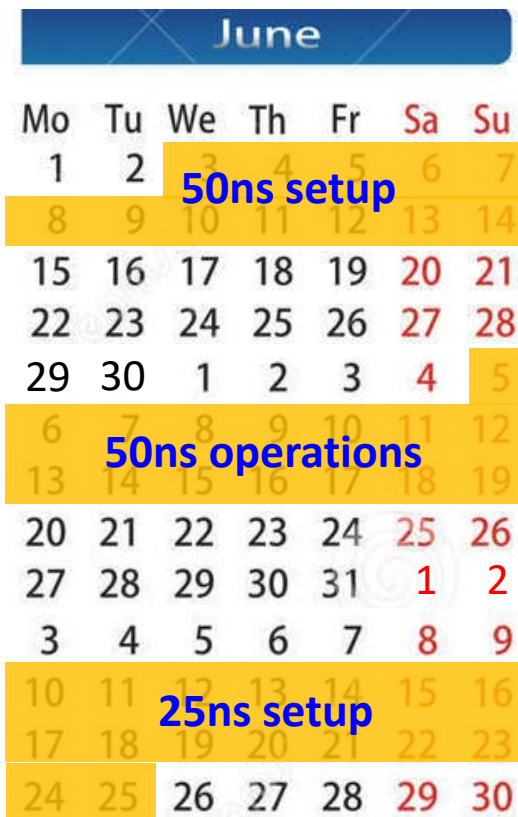 June
Mo Tu We Th Fr Sa Su
1 2 3 4 5 6 7
50ns setup
8 9 10 11 12 13 14
15 16 17 18 19 20 21
22 23 24 25 26 27 28
29 30 1 2 3 4 5
6 7 8 9 10 11 12
50ns operations
13 14 15 16 17 18 19
20 21 22 23 24 25 26
27 28 29 30 31 1 2
3 4 5 6 7 8 9
10 11 12 13 14 15 16
25ns setup
17 18 19 20 21 22 23
24 25 26 27 28 29 30